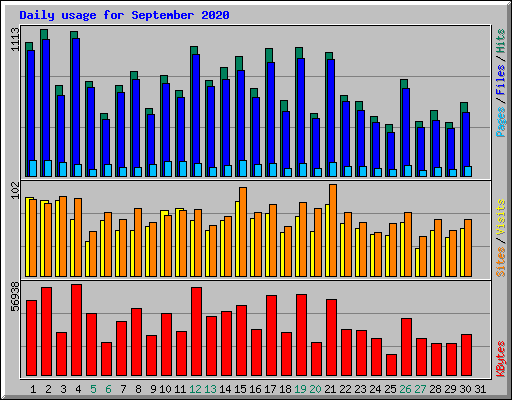 Daily usage for September 2020
1113
Pages / Files / Hits
102
Sites / Visits
56938
KBytes
1 2 3 4 5 6 7 8 9 10 11 12 13 14 15 16 17 18 19 20 21 22 23 24 25 26 27 28 29 30 31